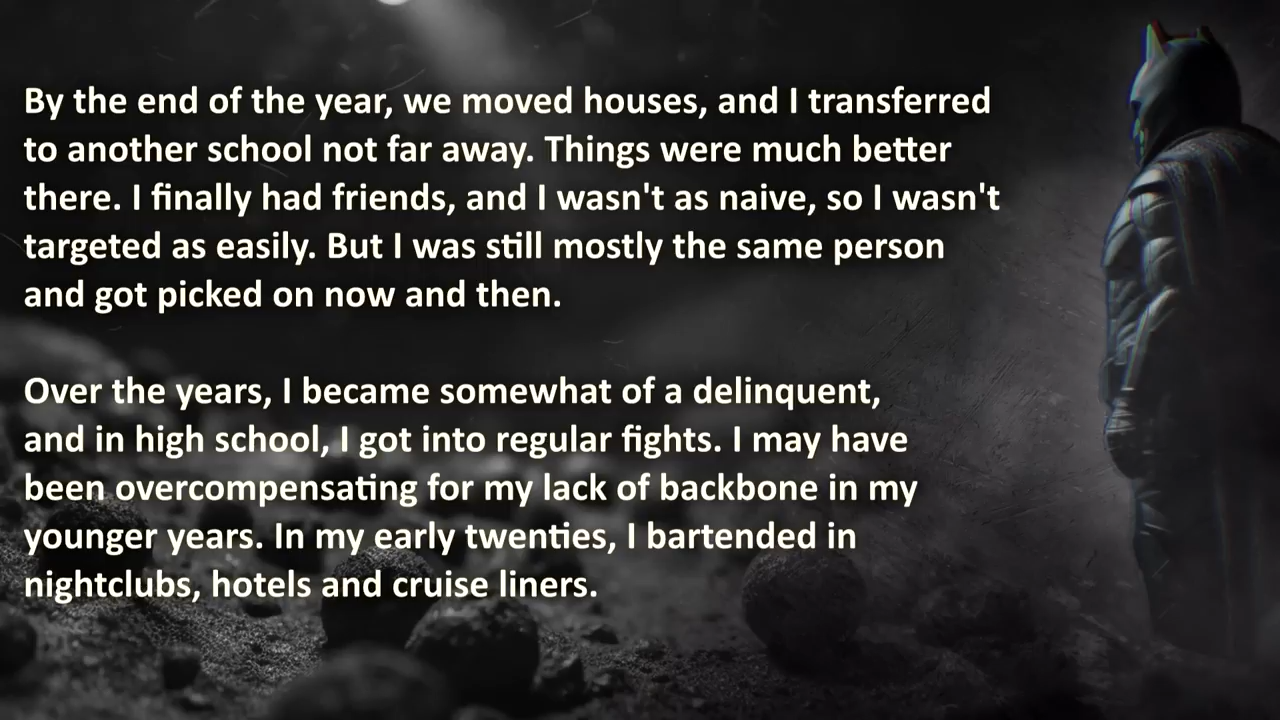 By the end of the year, we moved houses, and I transferred
to another school not far away. Things were much better
there. I finally had friends, and I wasn't as naive, so I wasn't
targeted as easily. But I was still mostly the same person
and got picked on now and then.
Over the years, I became somewhat of a delinquent,
and in high school, I got into regular fights. I may have
been overcompensating for my lack of backbone in my
younger years. In my early twenties, I bartended in
nightclubs, hotels and cruise liners.